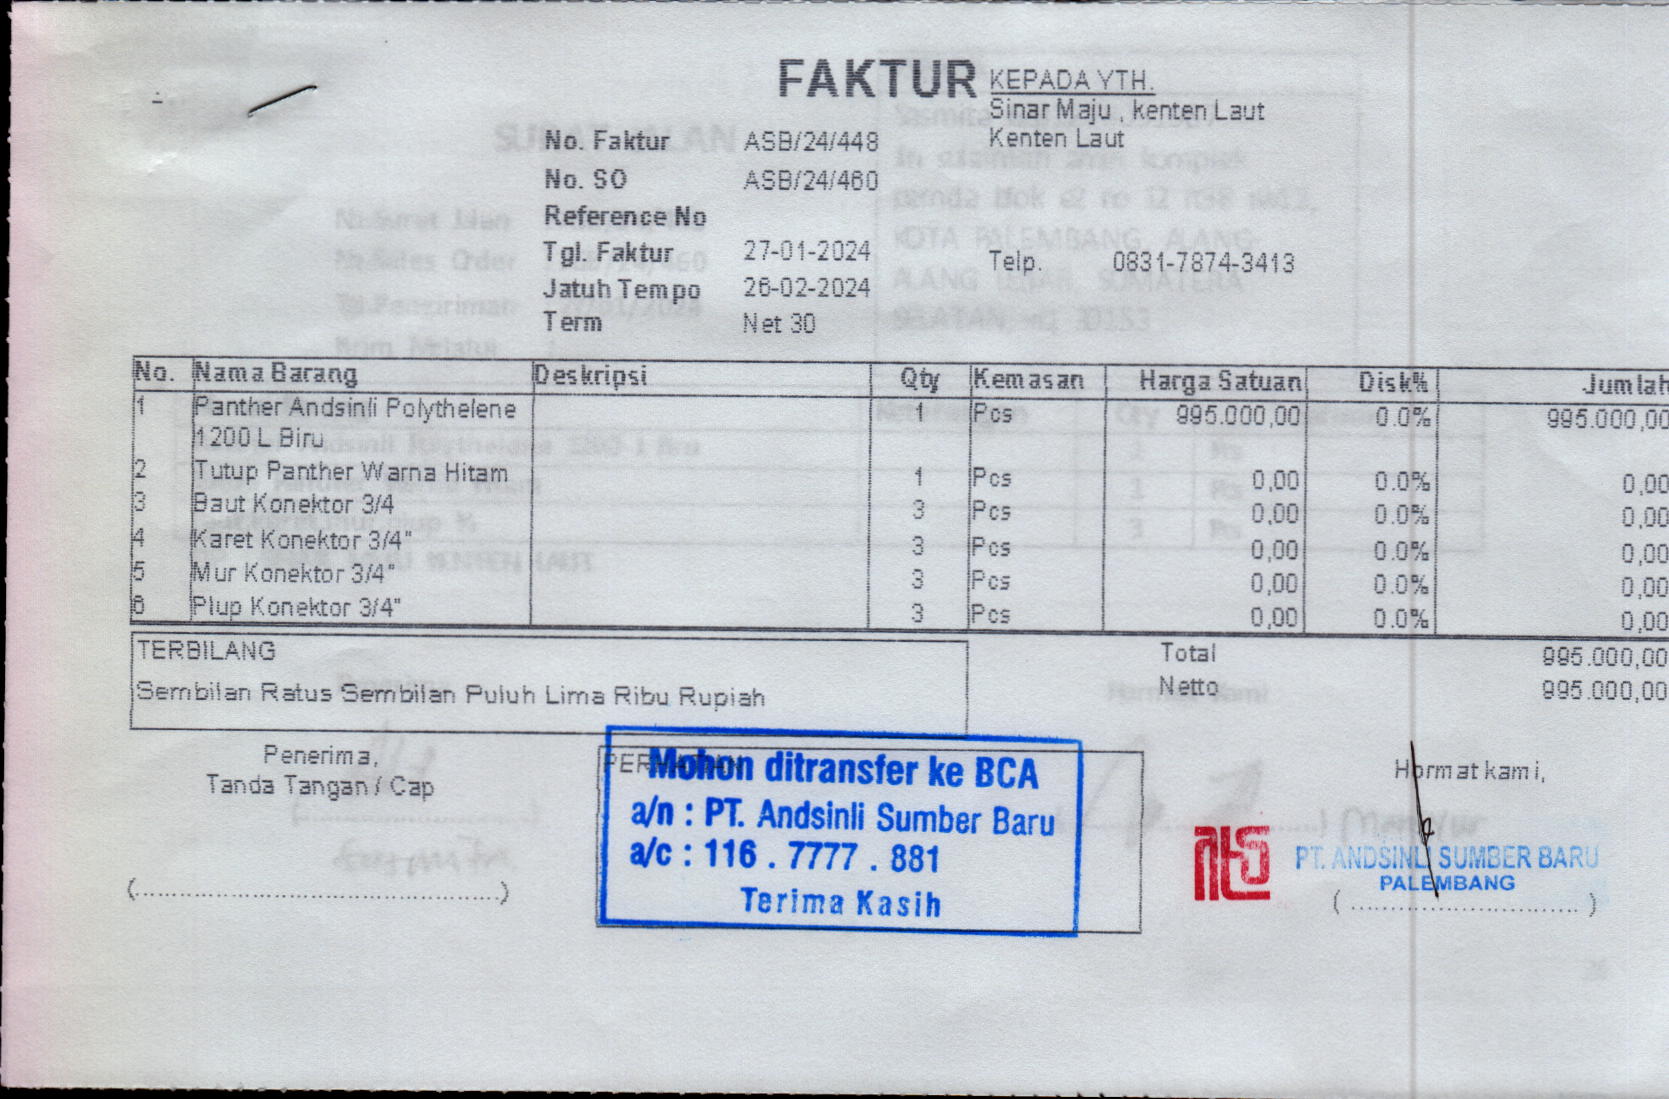 FAKTUR
KEPADA YTH.
Sinar Maju , kenten Laut
Kenten Laut
No. Faktur ASB/24/448
No. SO ASB/24/460
Reference No
Tgl. Faktur 27-01-2024
Telp. 0831-7874-3413
Jatuh Tempo 26-02-2024
Term Net 30
No. Nama Barang Deskripsi Qty Kemasan Harga Satuan Disk% Jumlah
1 Panther Andsinli Polythelene 1 Pcs 995.000,00 0.0% 995.000,00
1200 L Biru
2 Tutup Panther Warna Hitam 1 Pcs 0,00 0.0% 0,00
3 Baut Konektor 3/4 3 Pcs 0,00 0.0% 0,00
4 Karet Konektor 3/4" 3 Pcs 0,00 0.0% 0,00
5 Mur Konektor 3/4" 3 Pcs 0,00 0.0% 0,00
6 Plup Konektor 3/4" 3 Pcs 0,00 0.0% 0,00
TERBILANG
Sembilan Ratus Sembilan Puluh Lima Ribu Rupiah
Total 995.000,00
Netto 995.000,00
Penerima,
Tanda Tangan / Cap
(........................................)
Mohon ditransfer ke BCA
a/n : PT. Andsinli Sumber Baru
a/c : 116 . 7777 . 881
Terima Kasih
Hormat kami,
PT. ANDSINLI SUMBER BARU
PALEMBANG
( ............................ )